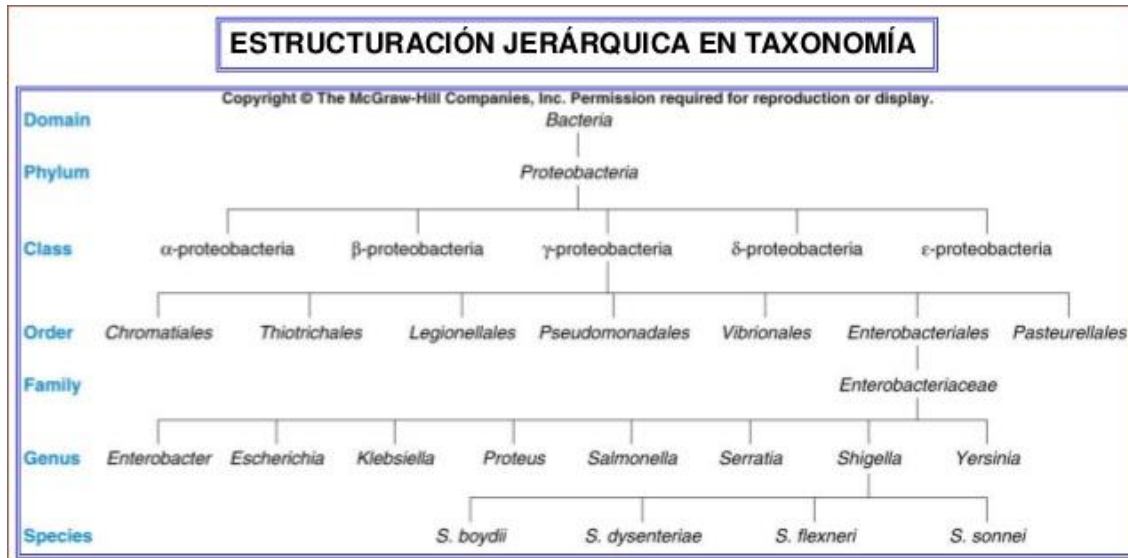 ESTRUCTURACIÓN JERÁRQUICA EN TAXONOMÍA
Copyright © The McGraw-Hill Companies, Inc. Permission required for reproduction or display.
Domain Bacteria
Phylum Proteobacteria
Class α-proteobacteria β-proteobacteria γ-proteobacteria δ-proteobacteria ε-proteobacteria
Order Chromatiales Thiotrichales Legionellales Pseudomonadales Vibrionales Enterobacteriales Pasteurellales
Family Enterobacteriaceae
Genus Enterobacter Escherichia Klebsiella Proteus Salmonella Serratia Shigella Yersinia
Species S. boydii S. dysenteriae S. flexneri S. sonnei